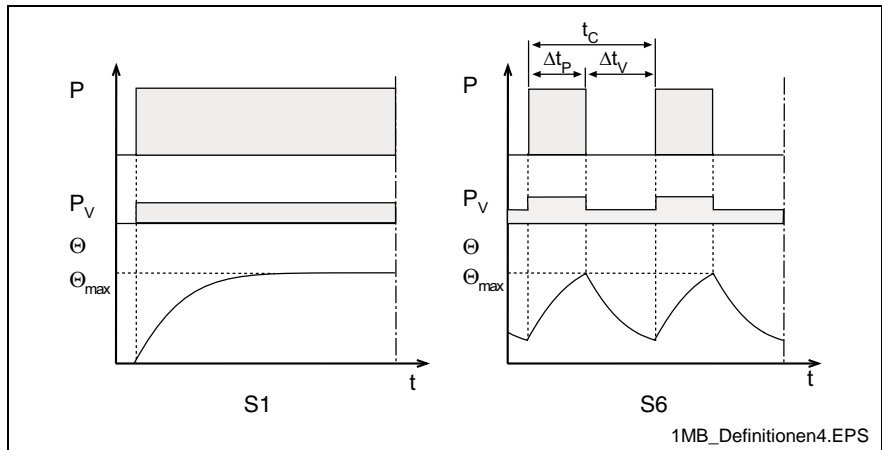 t_C
Δt_P Δt_V
P P
P_V P_V
Θ Θ
Θ_max Θ_max
t t
S1 S6
1MB_Definitionen4.EPS